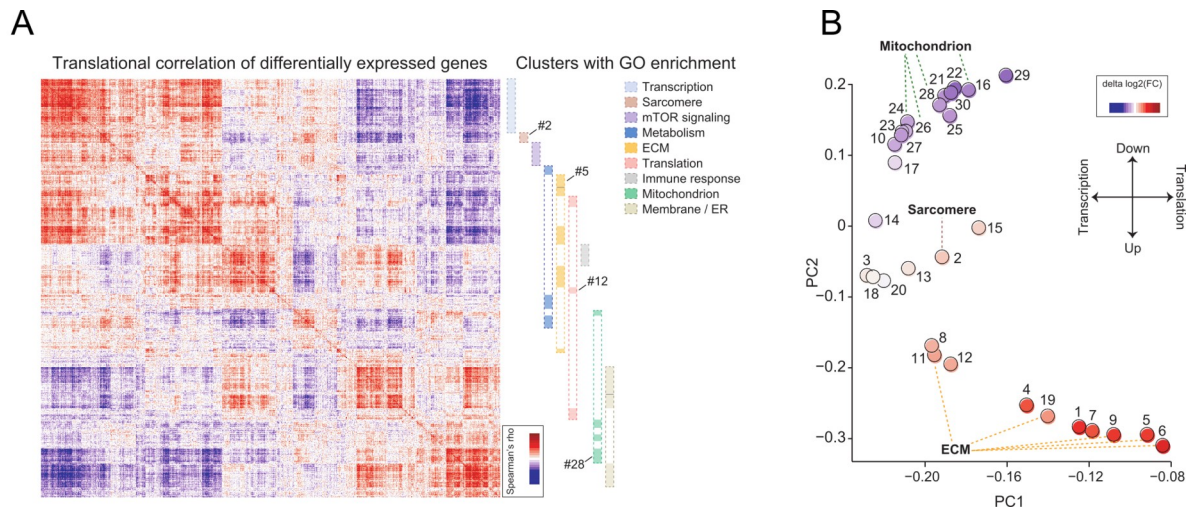 A
Translational correlation of differentially expressed genes
Clusters with GO enrichment
Transcription
Sarcomere
mTOR signaling
Metabolism
ECM
Translation
Immune response
Mitochondrion
Membrane / ER
#2
#5
#12
#28
Spearman's rho
B
Mitochondrion
21
22
16
29
28
30
24
25
23
26
10
27
17
Sarcomere
14
15
3
2
13
18
20
8
11
12
4
19
1
7
9
5
6
ECM
delta log2(FC)
Down
Up
Transcription
Translation
PC2
0.2
0.1
0
−0.1
−0.2
−0.3
−0.20
−0.16
−0.12
−0.08
PC1